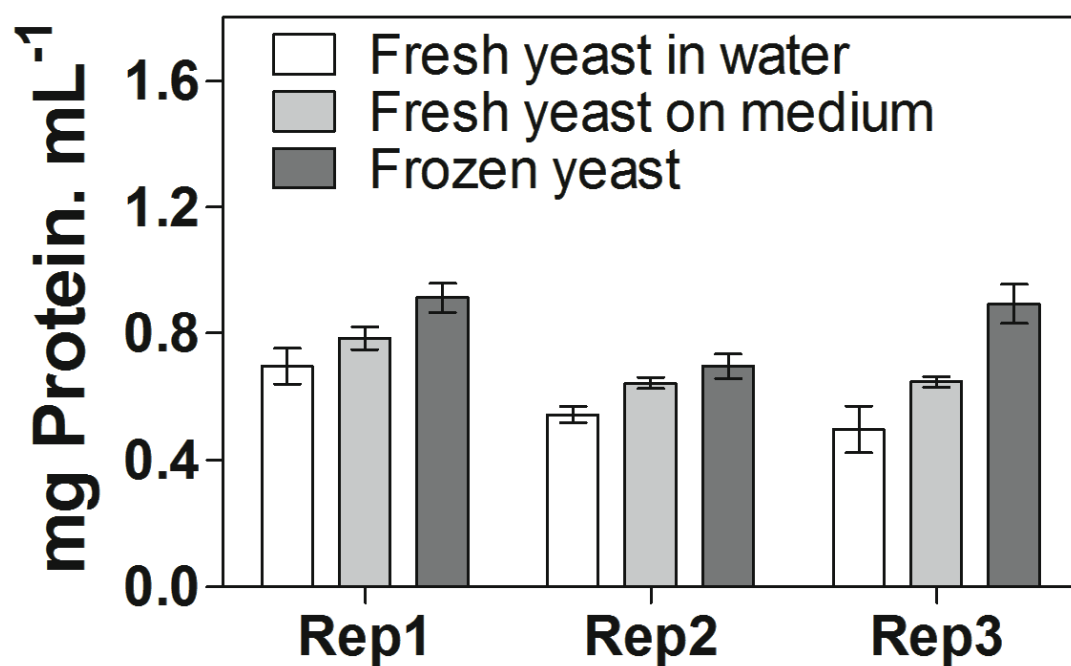 mg Protein. mL-1
Fresh yeast in water
Fresh yeast on medium
Frozen yeast
1.6
1.2
0.8
0.4
0.0
Rep1 Rep2 Rep3